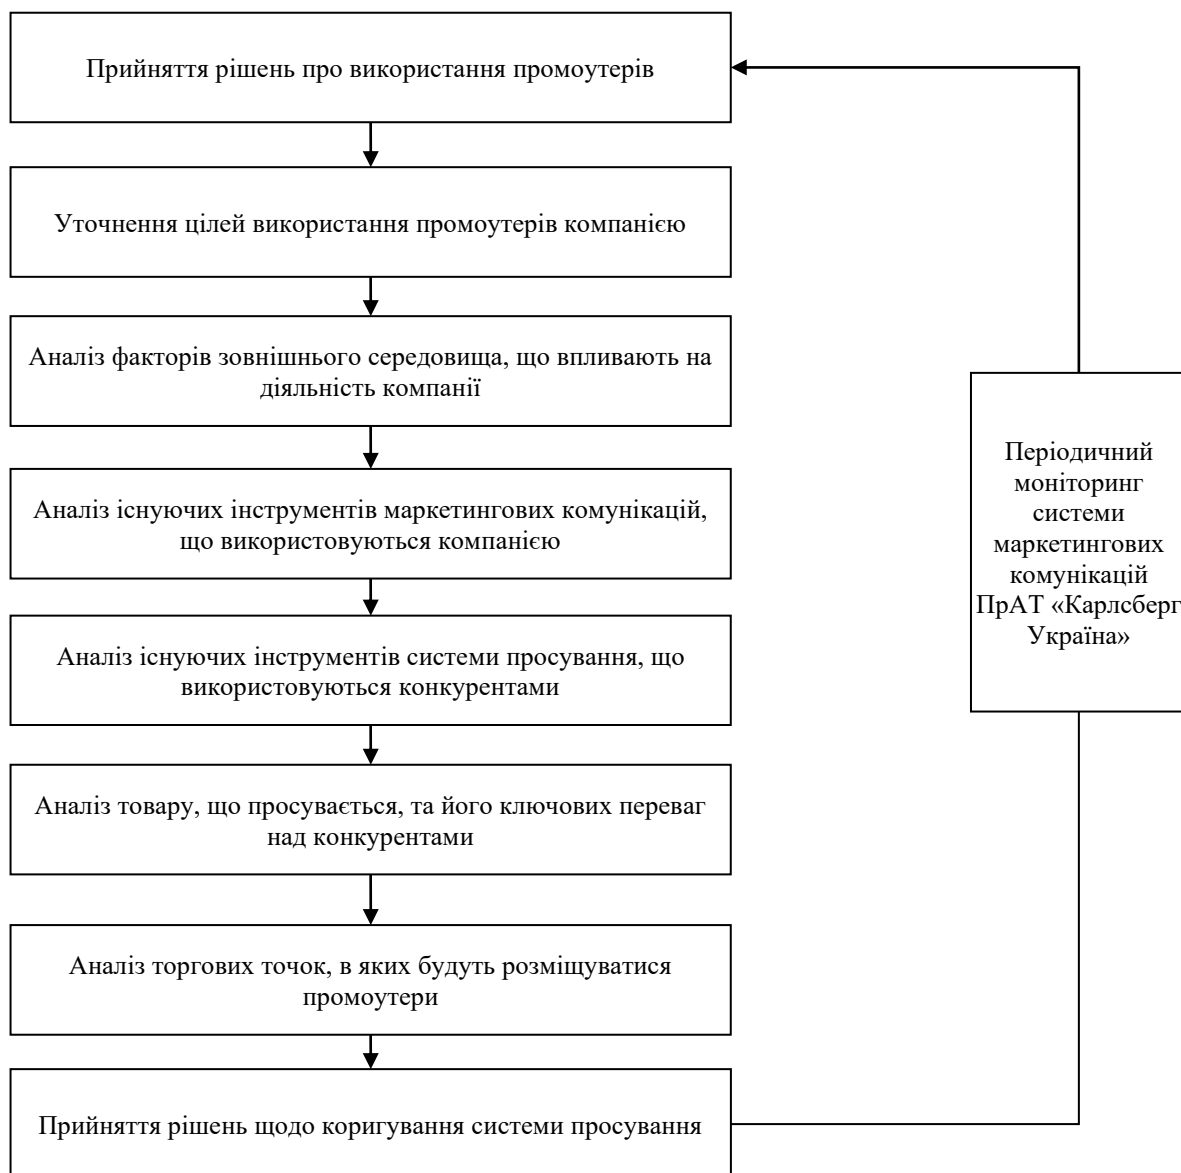 Прийняття рішень про використання промоутерів
Уточнення цілей використання промоутерів компанією
Аналіз факторів зовнішнього середовища, що впливають на
діяльність компанії
Аналіз існуючих інструментів маркетингових комунікацій,
що використовуються компанією
Аналіз існуючих інструментів системи просування, що
використовуються конкурентами
Аналіз товару, що просувається, та його ключових переваг
над конкурентами
Аналіз торгових точок, в яких будуть розміщуватися
промоутери
Прийняття рішень щодо коригування системи просування
Періодичний
моніторинг
системи
маркетингових
комунікацій
ПрАТ «Карлсберг
Україна»